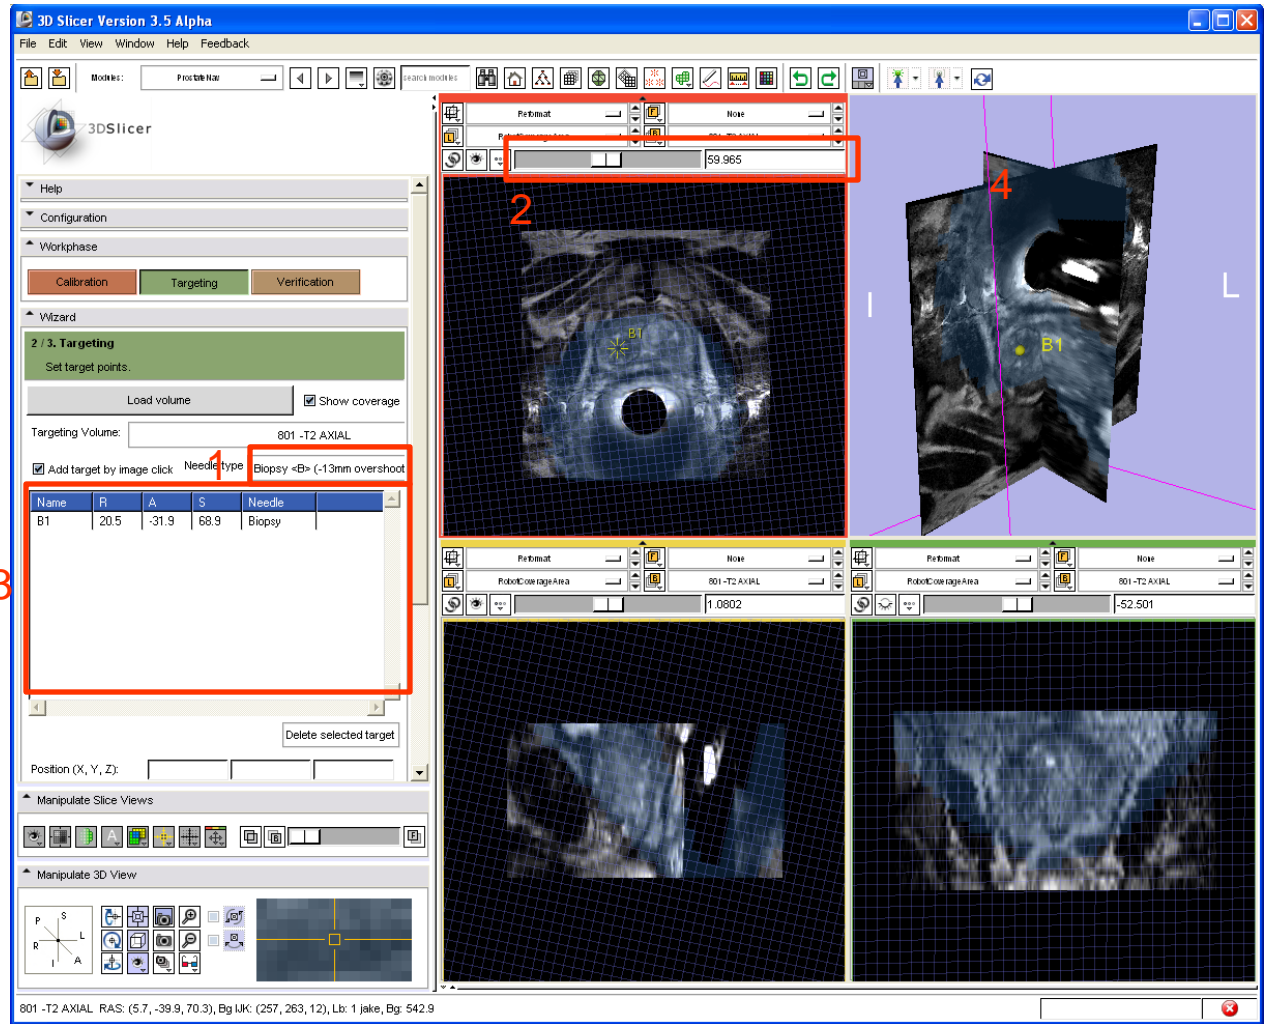 3D Slicer Version 3.5 Alpha
File Edit View Window Help Feedback
Modules: ProstateNav search modules
3DSlicer
Help
Configuration
Workphase
Calibration Targeting Verification
Wizard
2 / 3. Targeting
Set target points.
Load volume Show coverage
Targeting Volume: 801 -T2 AXIAL
1
Add target by image click Needle type Biopsy <B> (-13mm overshoot
Name R A S Needle
B1 20.5 -31.9 68.9 Biopsy
3
Delete selected target
Position (X, Y, Z):
Manipulate Slice Views
A F B
Manipulate 3D View
P S L R I A
Reformat None
RobotCoverageArea 801 -T2 AXIAL
59.965
2
B1
4
I L
B1
Reformat None
RobotCoverageArea 801 -T2 AXIAL
1.0802
Reformat None
RobotCoverageArea 801 -T2 AXIAL
-52.501
801 -T2 AXIAL RAS: (5.7, -39.9, 70.3), Bg IJK: (257, 263, 12), Lb: 1 jake, Bg: 542.9